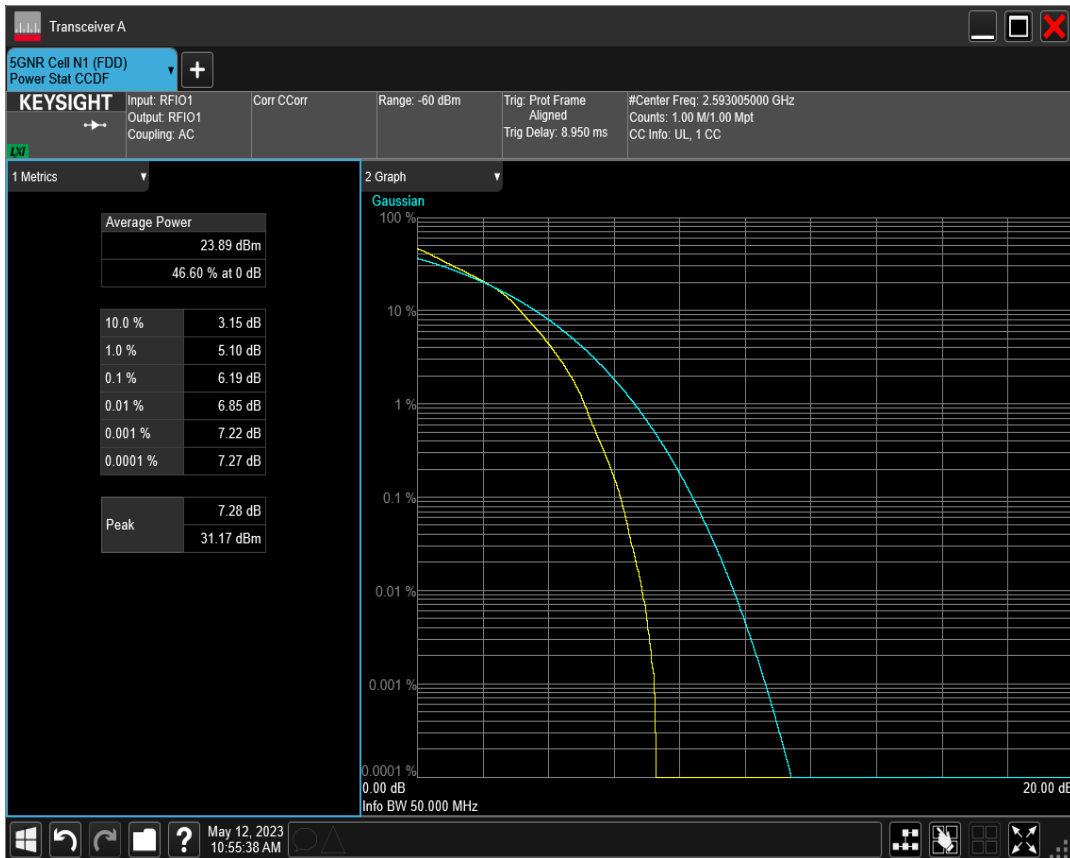 Transceiver A
5GNR Cell N1 (FDD)
Power Stat CCDF
KEYSIGHT
LXI
Input: RFIO1
Output: RFIO1
Coupling: AC
Corr CCorr
Range: -60 dBm
Trig: Prot Frame
Aligned
Trig Delay: 8.950 ms
#Center Freq: 2.593005000 GHz
Counts: 1.00 M/1.00 Mpt
CC Info: UL, 1 CC
1 Metrics
Average Power
23.89 dBm
46.60 % at 0 dB
10.0 % 3.15 dB
1.0 % 5.10 dB
0.1 % 6.19 dB
0.01 % 6.85 dB
0.001 % 7.22 dB
0.0001 % 7.27 dB
Peak
7.28 dB
31.17 dBm
2 Graph
Gaussian
100 %
10 %
1 %
0.1 %
0.01 %
0.001 %
0.0001 %
0.00 dB 20.00 dB
Info BW 50.000 MHz
May 12, 2023
10:55:38 AM